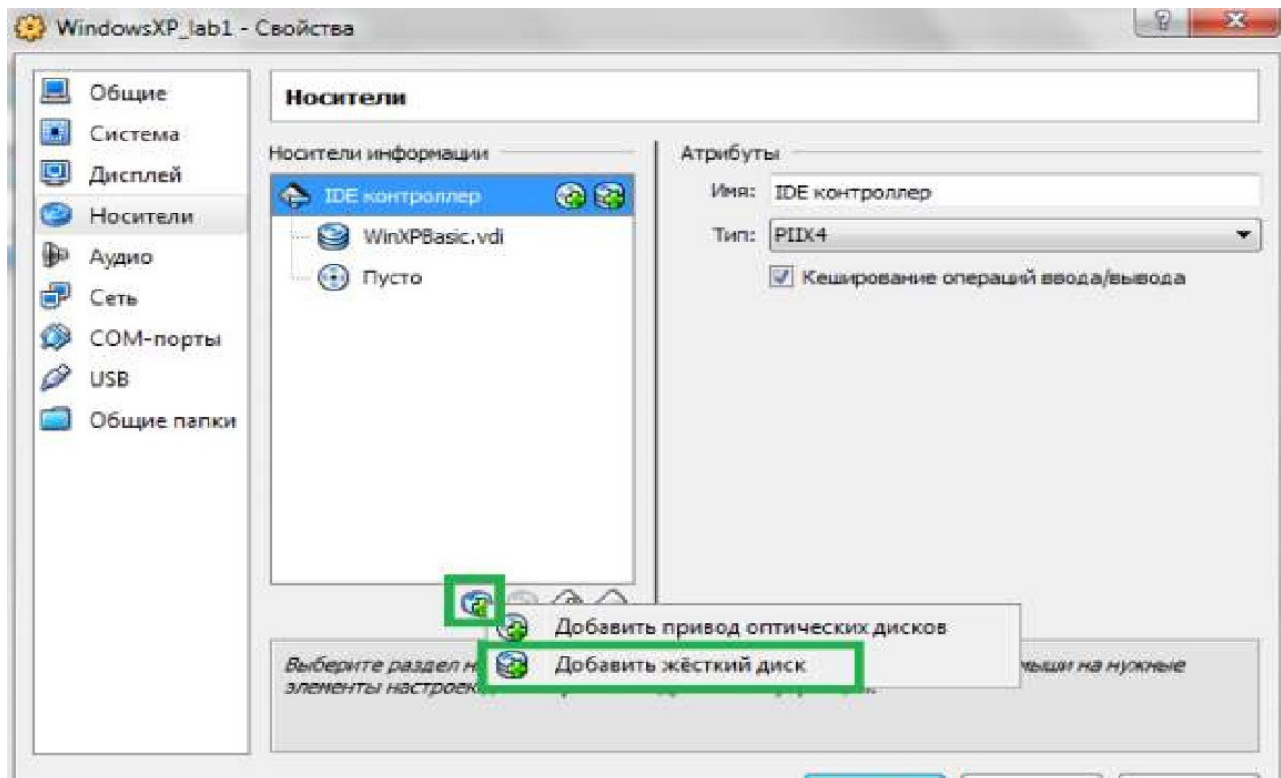 WindowsXP_lab1 - Свойства
Общие
Система
Дисплей
Носители
Аудио
Сеть
COM-порты
USB
Общие папки
Носители
Носители информации
IDE контроллер
WinXPBasic.vdi
Пусто
Атрибуты
Имя: IDE контроллер
Тип: PIIX4
Кеширование операций ввода/вывода
Добавить привод оптических дисков
Добавить жёсткий диск
Выберите раздел мыши на нужные
элементы настроек